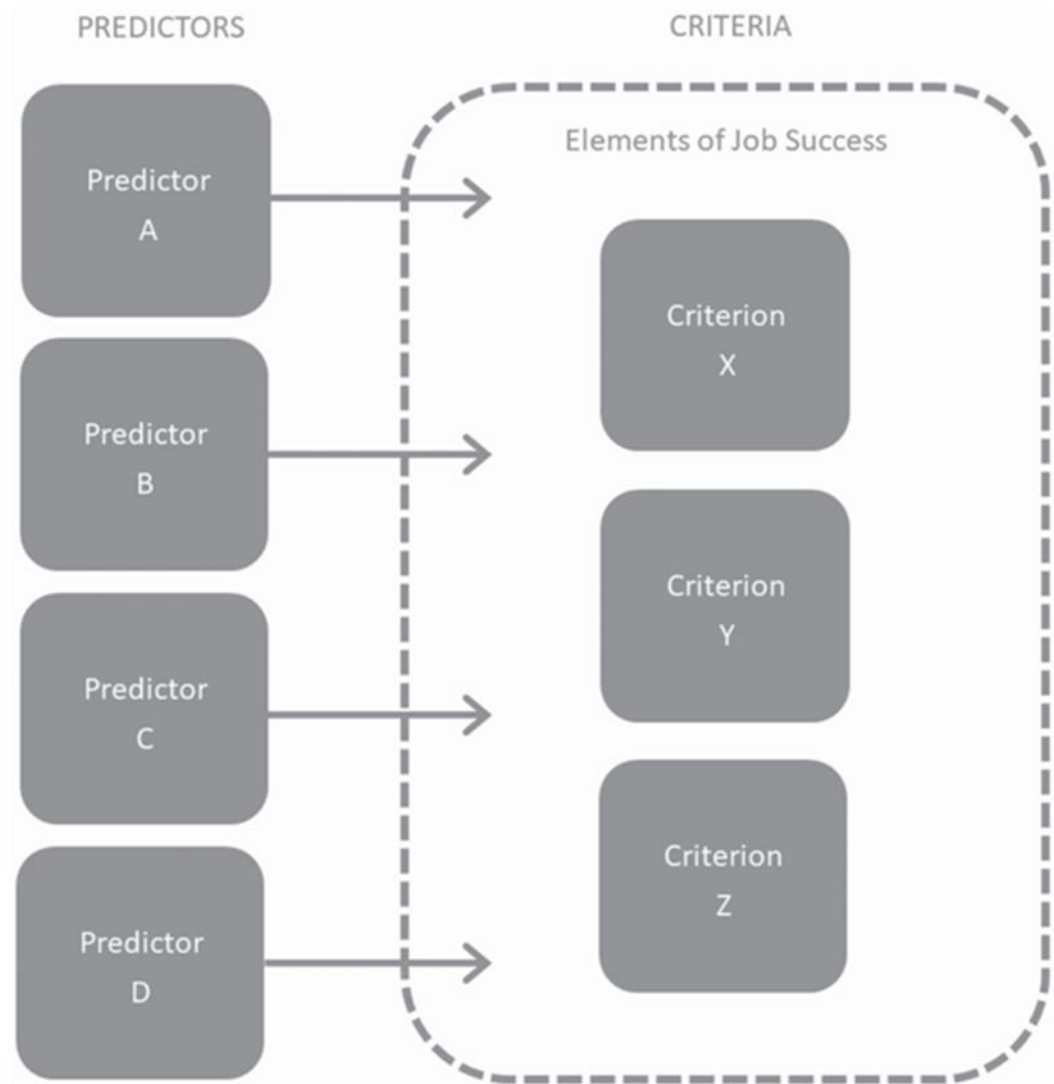 PREDICTORS
CRITERIA
Predictor
A
Predictor
B
Predictor
C
Predictor
D
Elements of Job Success
Criterion
X
Criterion
Y
Criterion
Z